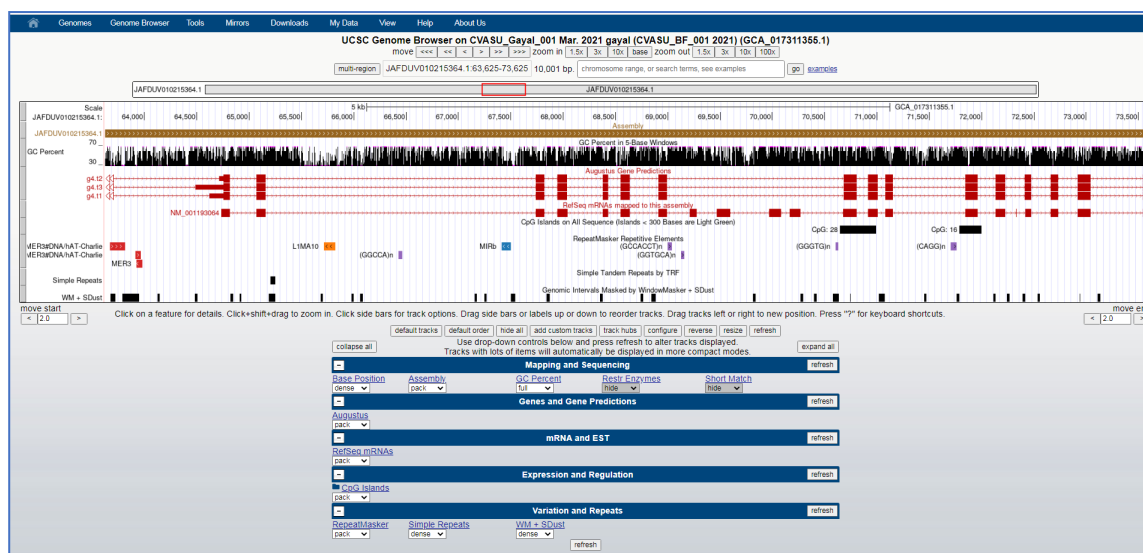 Genomes Genome Browser Tools Mirrors Downloads My Data View Help About Us
UCSC Genome Browser on CVASU_Gayal_001 Mar. 2021 gayal (CVASU_BF_001 2021) (GCA_017311355.1)
move <<< << < > >> >>> zoom in 1.5x 3x 10x base zoom out 1.5x 3x 10x 100x
multi-region JAFDUV010215364.1:63,625-73,625 10,001 bp. chromosome range, or search terms, see examples go examples
JAFDUV010215364.1 JAFDUV010215364.1
Scale 5 kb GCA_017311355.1
JAFDUV010215364.1: 64,000 64,500 65,000 65,500 66,000 66,500 67,000 67,500 68,000 68,500 69,000 69,500 70,000 70,500 71,000 71,500 72,000 72,500 73,000 73,500
Assembly
JAFDUV010215364.1
70 _ GC Percent in 5-Base Windows
GC Percent
30 _
Augustus Gene Predictions
g4.t2
g4.t3
g4.t1
RefSeq mRNAs mapped to this assembly
NM_001193064
CpG Islands on All Sequence (Islands < 300 Bases are Light Green)
CpG: 28 CpG: 16
RepeatMasker Repetitive Elements
MER3#DNA/hAT-Charlie L1MA10 MIRb (GCCACCT)n (GGGTG)n (CAGG)n
MER3#DNA/hAT-Charlie (GGCCA)n (GGTGCA)n
MER3
Simple Tandem Repeats by TRF
Simple Repeats
Genomic Intervals Masked by WindowMasker + SDust
WM + SDust
move start Click on a feature for details. Click+shift+drag to zoom in. Click side bars for track options. Drag side bars or labels up or down to reorder tracks. Drag tracks left or right to new position. Press "?" for keyboard shortcuts. move e
< 2.0 > < 2.0 >
default tracks default order hide all add custom tracks track hubs configure reverse resize refresh
collapse all Use drop-down controls below and press refresh to alter tracks displayed. expand all
Tracks with lots of items will automatically be displayed in more compact modes.
- Mapping and Sequencing refresh
Base Position Assembly GC Percent Restr Enzymes Short Match
dense pack full hide hide
- Genes and Gene Predictions refresh
Augustus
pack
- mRNA and EST refresh
RefSeq mRNAs
pack
- Expression and Regulation refresh
CpG Islands
pack
- Variation and Repeats refresh
RepeatMasker Simple Repeats WM + SDust
pack dense dense
refresh